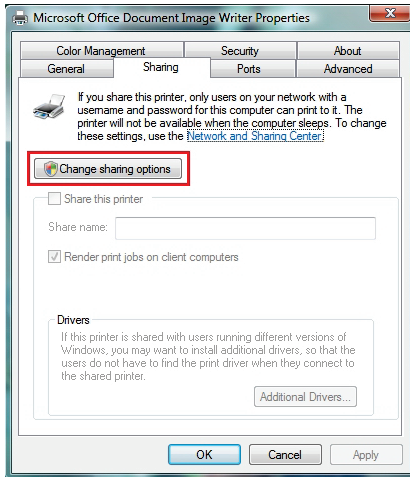 Microsoft Office Document Image Writer Properties
Color Management Security About
General Sharing Ports Advanced
If you share this printer, only users on your network with a
username and password for this computer can print to it. The
printer will not be available when the computer sleeps. To change
these settings, use the Network and Sharing Center.
Change sharing options
Share this printer
Share name:
Render print jobs on client computers
Drivers
If this printer is shared with users running different versions of
Windows, you may want to install additional drivers, so that the
users do not have to find the print driver when they connect to
the shared printer.
Additional Drivers...
OK Cancel Apply